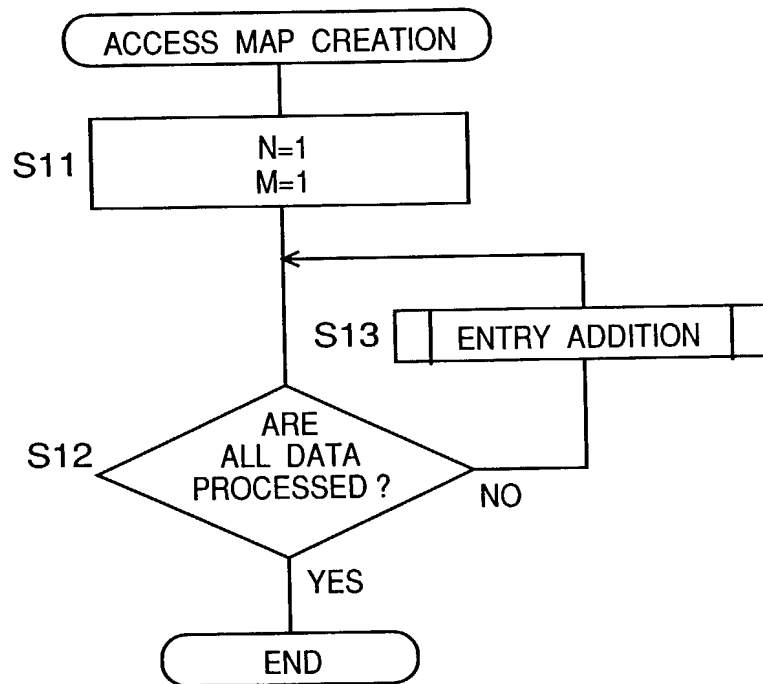 ACCESS MAP CREATION
S11
N=1
M=1
S13
ENTRY ADDITION
S12
ARE
ALL DATA
PROCESSED ?
NO
YES
END